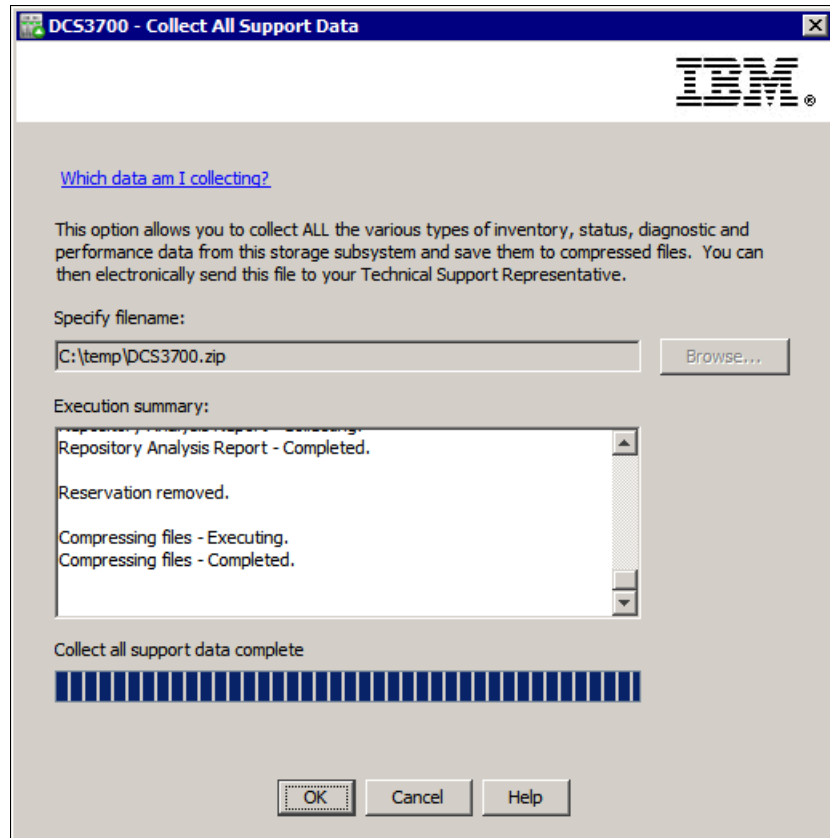 DCS3700 - Collect All Support Data
IBM®
Which data am I collecting?
This option allows you to collect ALL the various types of inventory, status, diagnostic and
performance data from this storage subsystem and save them to compressed files. You can
then electronically send this file to your Technical Support Representative.
Specify filename:
C:\temp\DCS3700.zip
Browse...
Execution summary:
Repository Analysis Report - Collecting.
Repository Analysis Report - Completed.
Reservation removed.
Compressing files - Executing.
Compressing files - Completed.
Collect all support data complete
OK
Cancel
Help